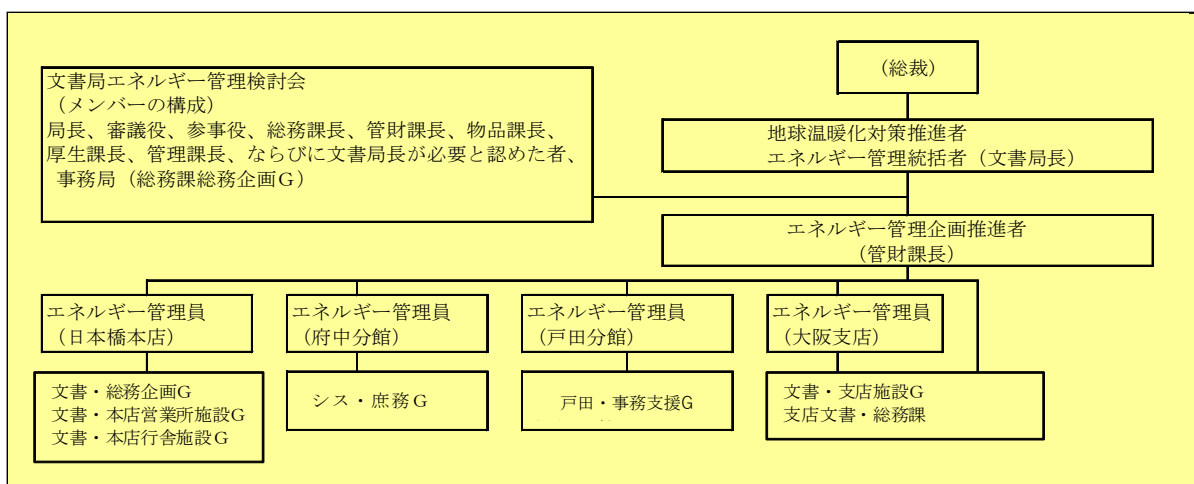 (総裁)
文書局エネルギー管理検討会
(メンバーの構成)
局長、審議役、参事役、総務課長、管財課長、物品課長、
厚生課長、管理課長、ならびに文書局長が必要と認めた者、
事務局(総務課総務企画G)
地球温暖化対策推進者
エネルギー管理統括者(文書局長)
エネルギー管理企画推進者
(管財課長)
エネルギー管理員
(日本橋本店)
エネルギー管理員
(府中分館)
エネルギー管理員
(戸田分館)
エネルギー管理員
(大阪支店)
文書・総務企画G
文書・本店営業所施設G
文書・本店行舎施設G
シス・庶務G
戸田・事務支援G
文書・支店施設G
支店文書・総務課